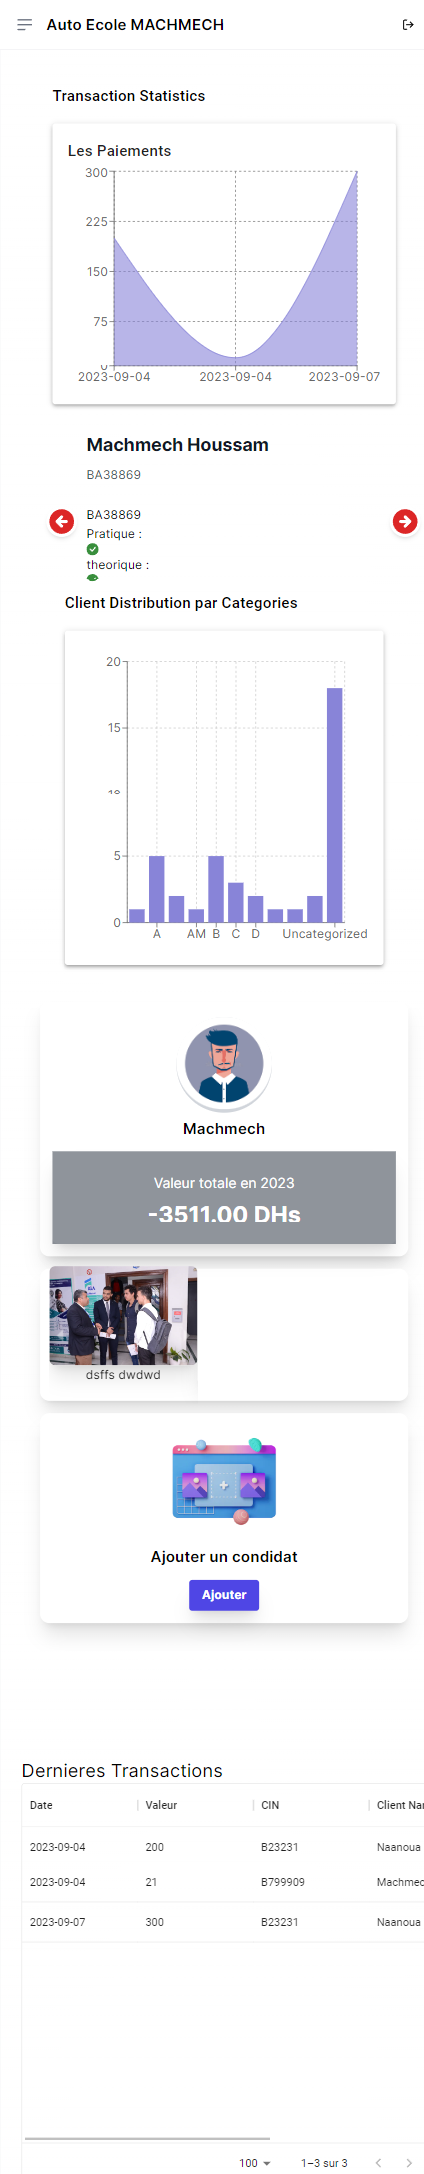 Auto Ecole MACHMECH
Transaction Statistics
Les Paiements
300
225
150
75
0
2023-09-04 2023-09-04 2023-09-07
Machmech Houssam
BA38869
BA38869
Pratique :
theorique :
Client Distribution par Categories
20
15
10
5
0
A AM B C D Uncategorized
Machmech
Valeur totale en 2023
-3511.00 DHs
dsffs dwdwd
Ajouter un condidat
Ajouter
Dernieres Transactions
Date Valeur CIN Client Nar
2023-09-04 200 B23231 Naanoua
2023-09-04 21 B799909 Machmec
2023-09-07 300 B23231 Naanoua
100 1–3 sur 3